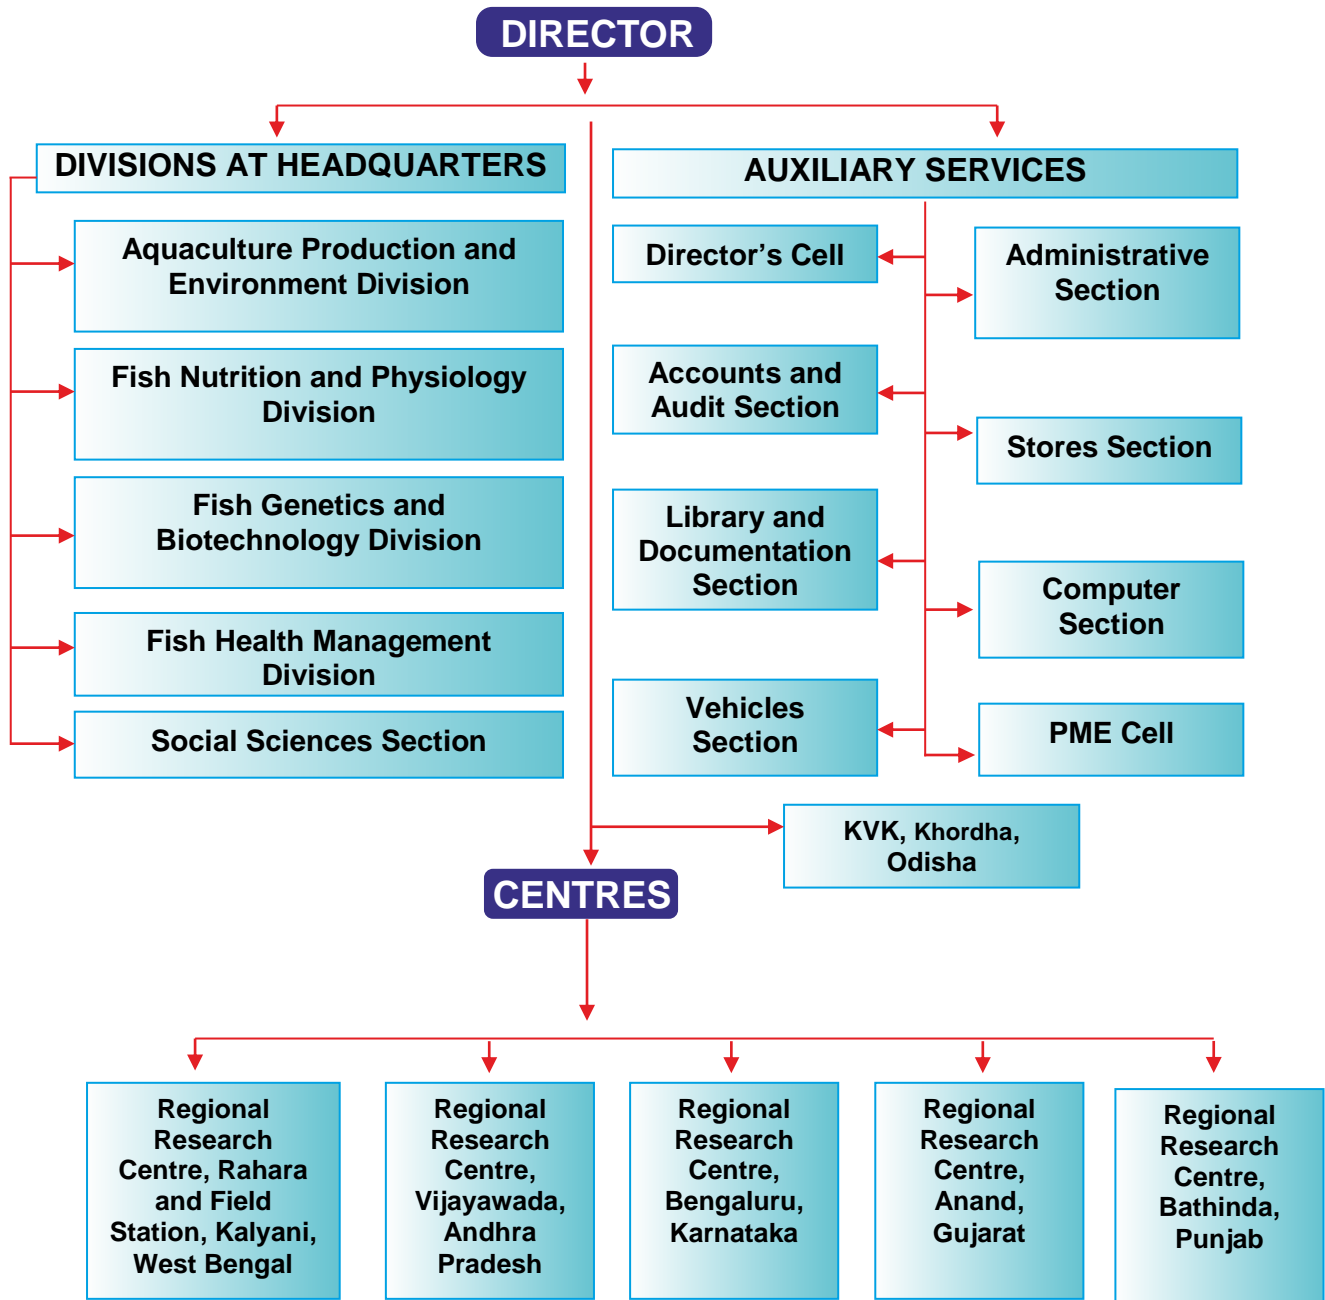 DIRECTOR
DIVISIONS AT HEADQUARTERS
Aquaculture Production and
Environment Division
Fish Nutrition and Physiology
Division
Fish Genetics and
Biotechnology Division
Fish Health Management
Division
Social Sciences Section
AUXILIARY SERVICES
Director’s Cell
Administrative
Section
Accounts and
Audit Section
Stores Section
Library and
Documentation
Section
Computer
Section
Vehicles
Section
PME Cell
KVK, Khordha,
Odisha
CENTRES
Regional
Research
Centre, Rahara
and Field
Station, Kalyani,
West Bengal
Regional
Research
Centre,
Vijayawada,
Andhra
Pradesh
Regional
Research
Centre,
Bengaluru,
Karnataka
Regional
Research
Centre,
Anand,
Gujarat
Regional
Research
Centre,
Bathinda,
Punjab